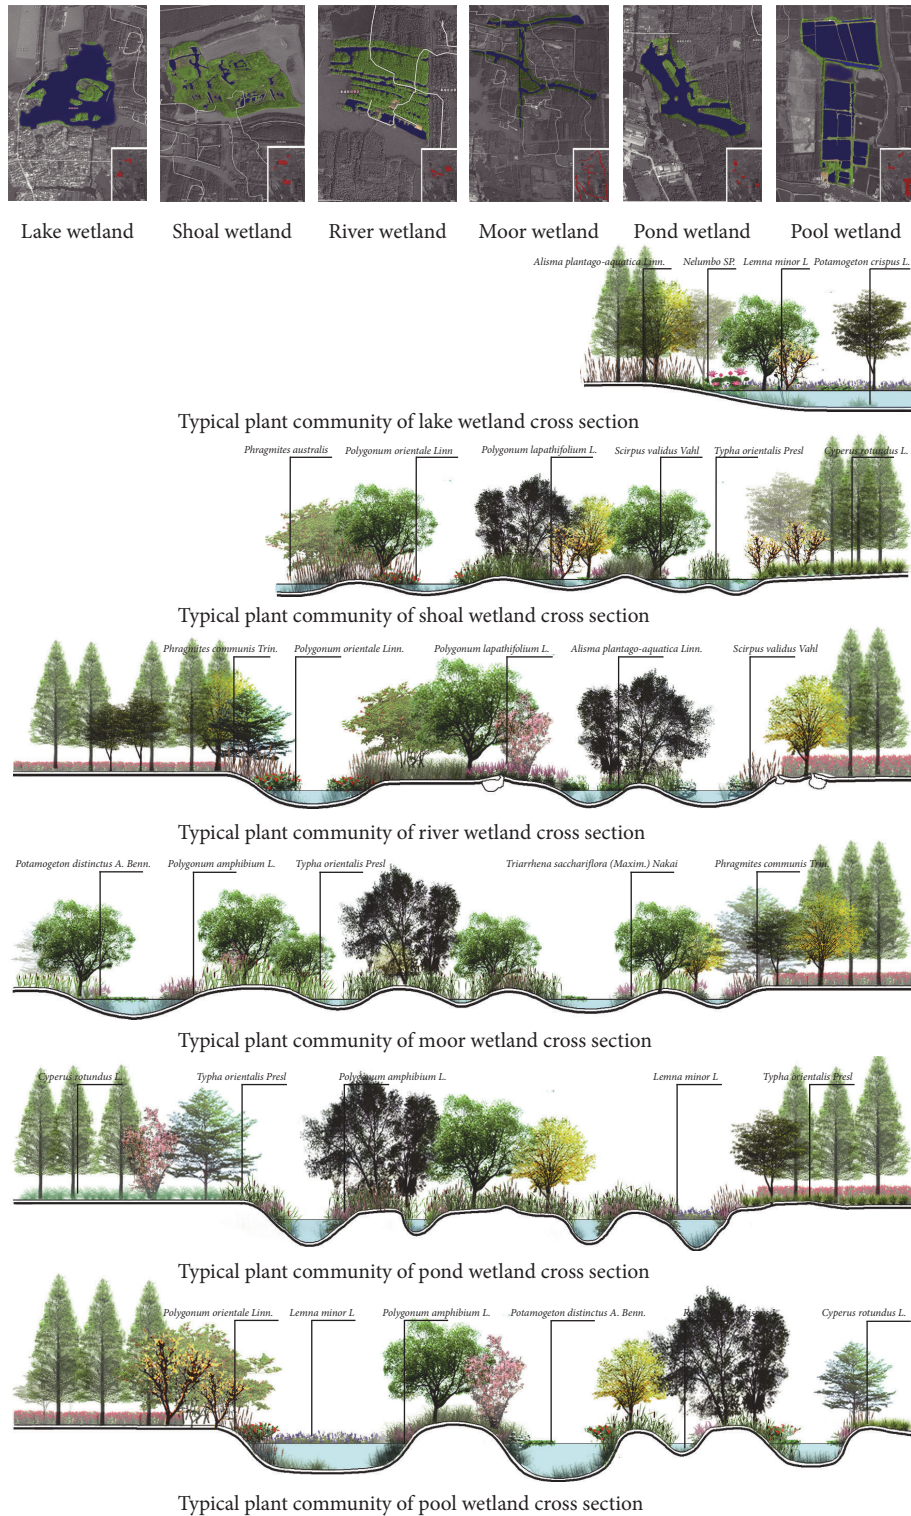 Lake wetland Shoal wetland River wetland Moor wetland Pond wetland Pool wetland
Alisma plantago-aquatica Linn. Nelumbo SP. Lemna minor L Potamogeton crispus L.
Typical plant community of lake wetland cross section
Phragmites australis Polygonum orientale Linn Polygonum lapathifolium L. Scirpus validus Vahl Typha orientalis Presl Cyperus rotundus L.
Typical plant community of shoal wetland cross section
Phragmites communis Trin. Polygonum orientale Linn. Polygonum lapathifolium L. Alisma plantago-aquatica Linn. Scirpus validus Vahl
Typical plant community of river wetland cross section
Potamogeton distinctus A. Benn. Polygonum amphibium L. Typha orientalis Presl Triarrhena sacchariflora (Maxim.) Nakai Phragmites communis Trin.
Typical plant community of moor wetland cross section
Cyperus rotundus L. Typha orientalis Presl Polygonum amphibium L. Lemna minor L Typha orientalis Presl
Typical plant community of pond wetland cross section
Polygonum orientale Linn. Lemna minor L Polygonum amphibium L. Potamogeton distinctus A. Benn. Cyperus rotundus L.
Typical plant community of pool wetland cross section